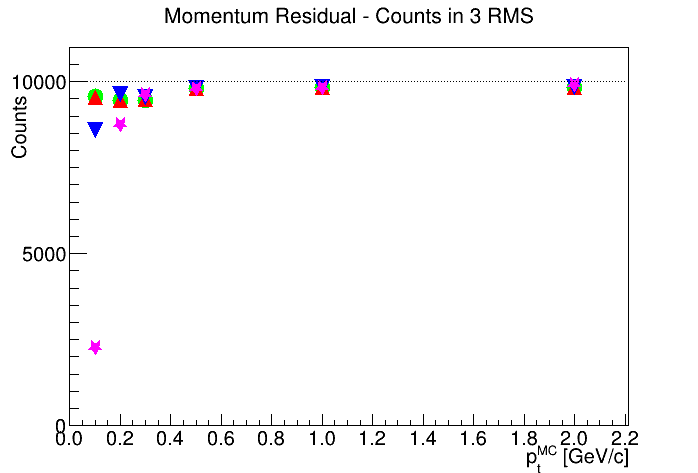 Momentum Residual - Counts in 3 RMS
Counts
10000
5000
0
0.0 0.2 0.4 0.6 0.8 1.0 1.2 1.4 1.6 1.8 2.0 2.2
p_t^MC [GeV/c]